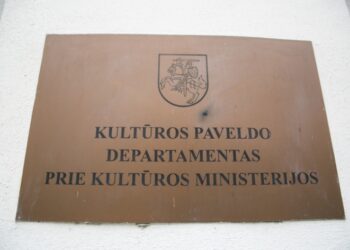 KULTŪROS PAVELDO
DEPARTAMENTAS
PRIE KULTŪROS MINISTERIJOS